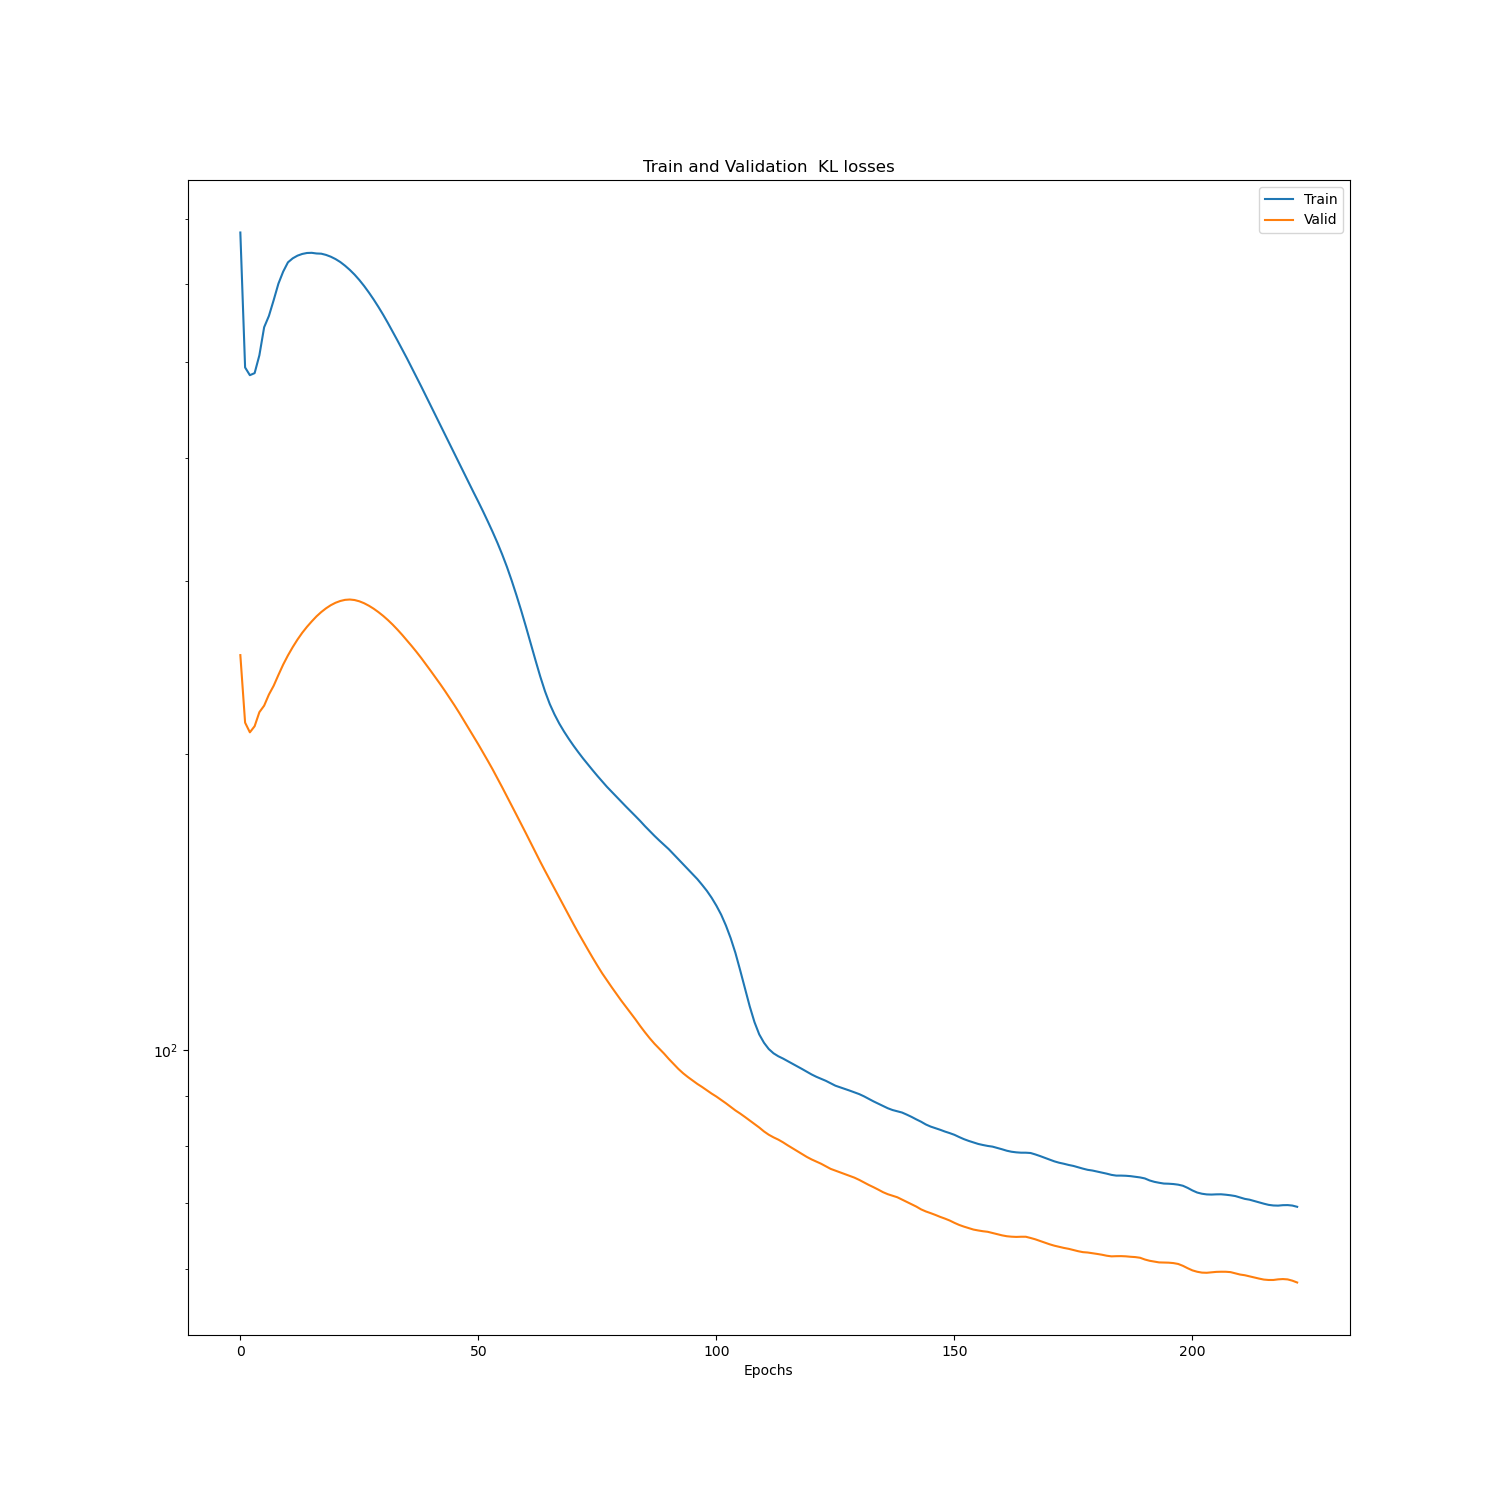 Train and Validation  KL losses
Train
Valid
10²
0 50 100 150 200
Epochs